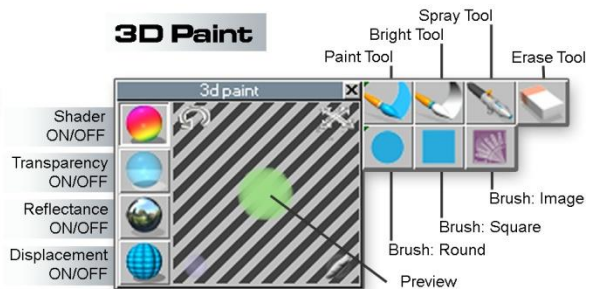 3D Paint
Spray Tool
Bright Tool
Paint Tool
Erase Tool
3d paint
Shader
ON/OFF
Transparency
ON/OFF
Reflectance
ON/OFF
Displacement
ON/OFF
Brush: Image
Brush: Square
Brush: Round
Preview